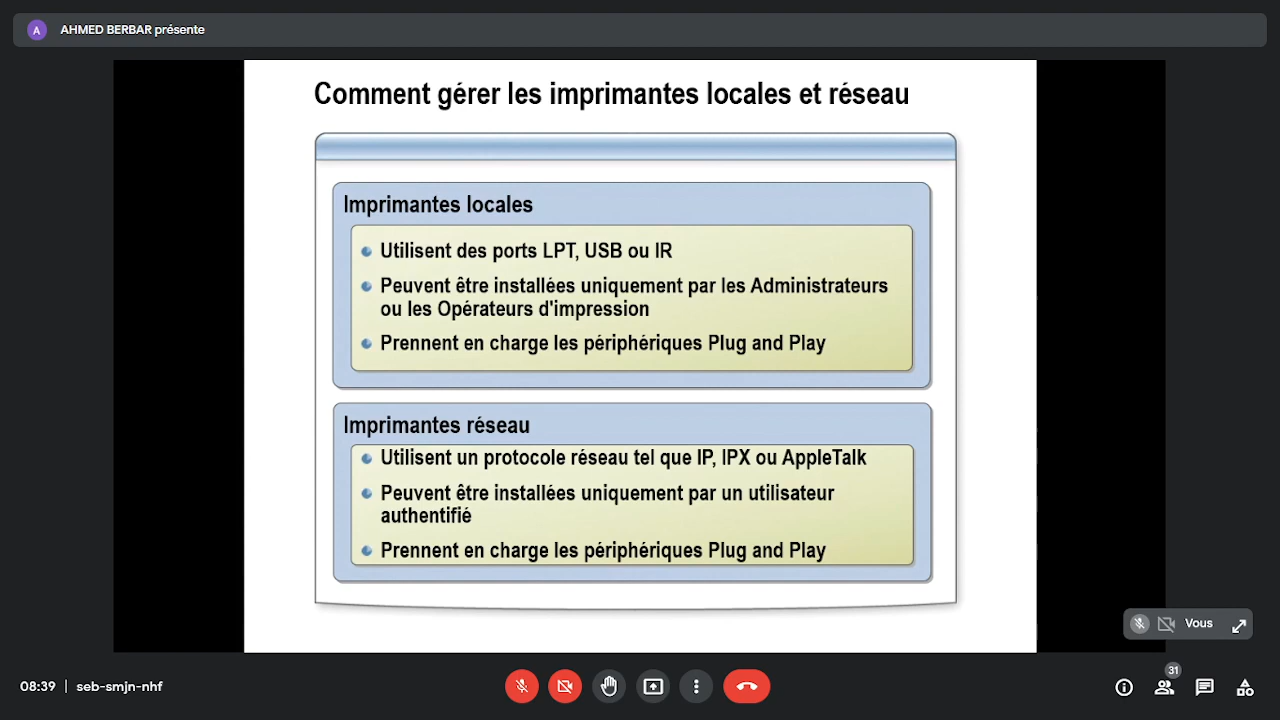 A AHMED BERBAR présente
Comment gérer les imprimantes locales et réseau
Imprimantes locales
Utilisent des ports LPT, USB ou IR
Peuvent être installées uniquement par les Administrateurs
ou les Opérateurs d'impression
Prennent en charge les périphériques Plug and Play
Imprimantes réseau
Utilisent un protocole réseau tel que IP, IPX ou AppleTalk
Peuvent être installées uniquement par un utilisateur
authentifié
Prennent en charge les périphériques Plug and Play
Vous
08:39 | seb-smjn-nhf
31